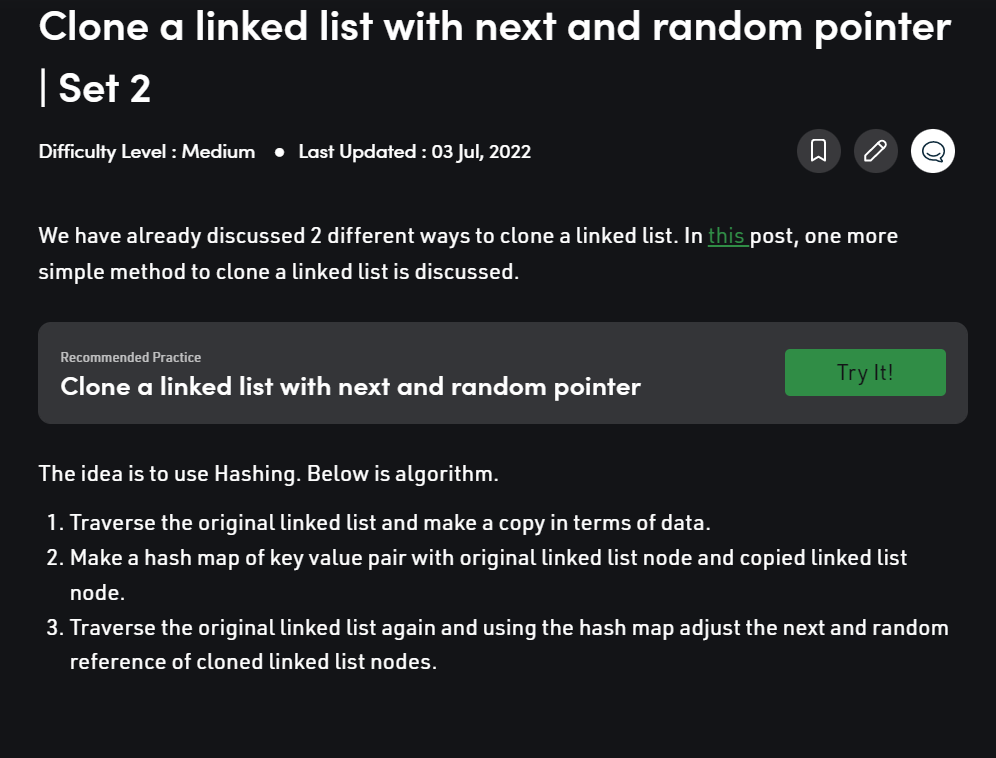 Clone a linked list with next and random pointer
| Set 2
Difficulty Level : Medium ● Last Updated : 03 Jul, 2022
We have already discussed 2 different ways to clone a linked list. In this post, one more
simple method to clone a linked list is discussed.
Recommended Practice
Clone a linked list with next and random pointer
Try It!
The idea is to use Hashing. Below is algorithm.
1. Traverse the original linked list and make a copy in terms of data.
2. Make a hash map of key value pair with original linked list node and copied linked list
node.
3. Traverse the original linked list again and using the hash map adjust the next and random
reference of cloned linked list nodes.